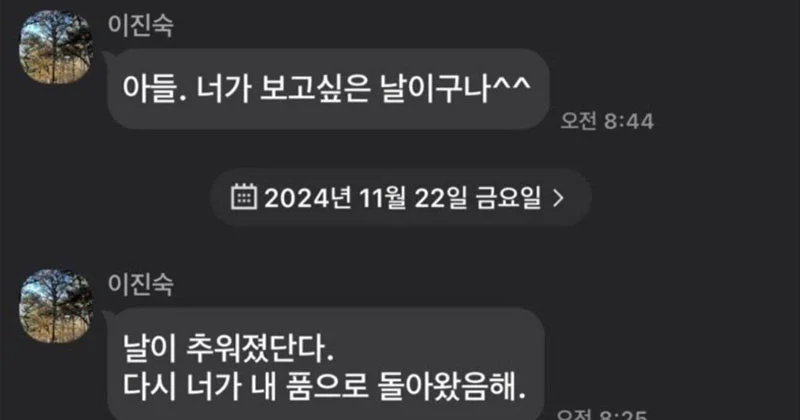 이진숙
아들. 너가 보고싶은 날이구나^^
오전 8:44
2024년 11월 22일 금요일 >
이진숙
날이 추워졌단다.
다시 너가 내 품으로 돌아왔음해.
오전 8:25